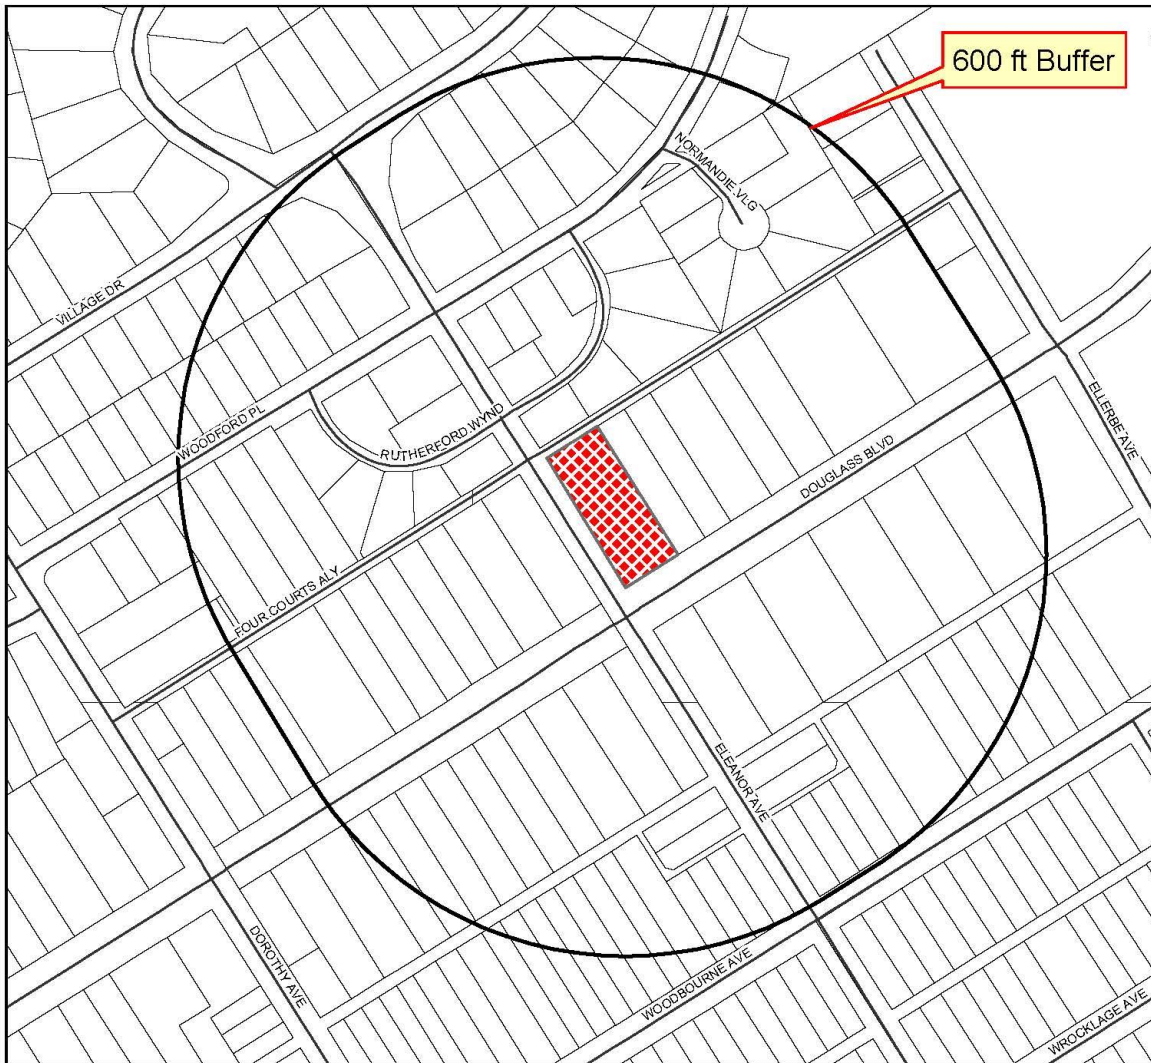 600 ft Buffer
NORMANDIE VLG
VILLAGE DR
WOODFORD PL
RUTHERFORD WYND
ELLERBE AVE
DOUGLASS BLVD
FOUR COURTS ALY
ELEANOR AVE
DOROTHY AVE
WOODBOURNE AVE
WROCKLAGE AVE